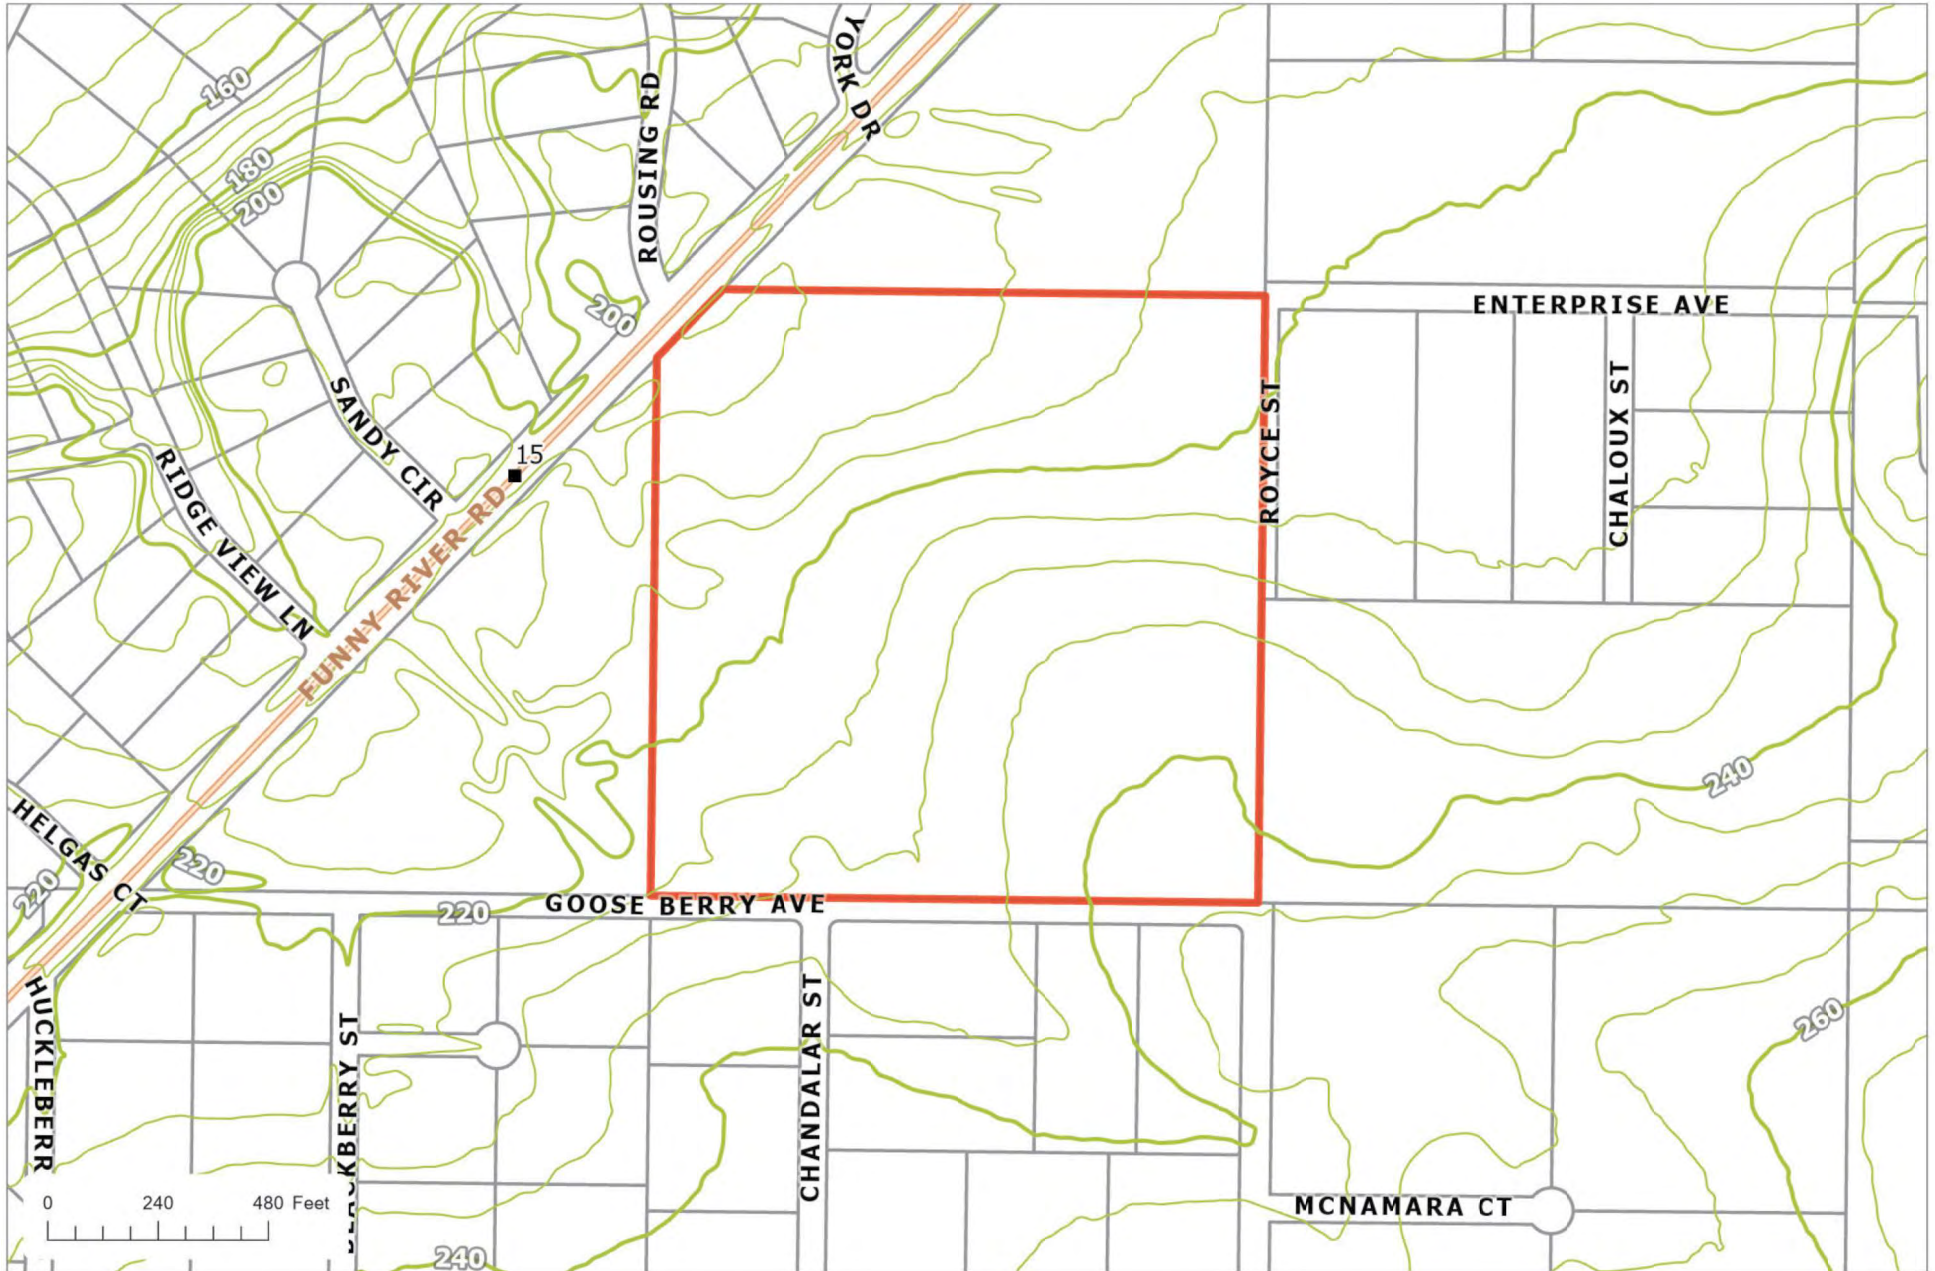 YORK DR
160
ROUSING RD
180
200
ENTERPRISE AVE
200
SANDY CIR
ROYCE ST
CHALOUX ST
15
RIDGE VIEW LN
FUNNY RIVER RD
240
HELGAS CT
220
220
GOOSE BERRY AVE
220
HUCKLEBERR
CHANDALAR ST
260
BLACKBERRY ST
0 240 480 Feet
MCNAMARA CT
240